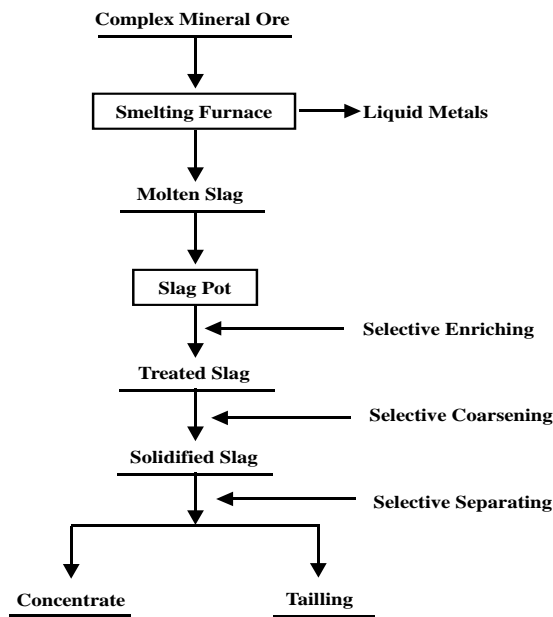 Complex Mineral Ore
Smelting Furnace
Liquid Metals
Molten Slag
Slag Pot
Selective Enriching
Treated Slag
Selective Coarsening
Solidified Slag
Selective Separating
Concentrate
Tailling